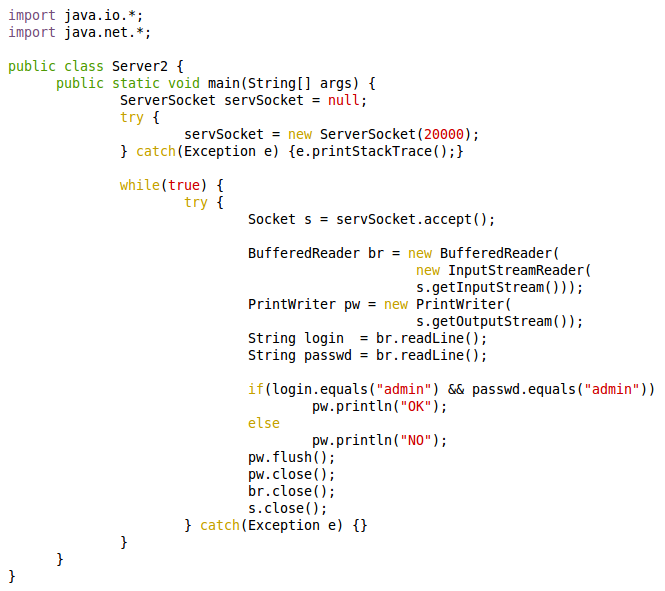 import java.io.*;
import java.net.*;

public class Server2 {
      public static void main(String[] args) {
              ServerSocket servSocket = null;
              try {
                      servSocket = new ServerSocket(20000);
              } catch(Exception e) {e.printStackTrace();}

              while(true) {
                      try {
                              Socket s = servSocket.accept();

                              BufferedReader br = new BufferedReader(
                                                   new InputStreamReader(
                                                   s.getInputStream()));
                              PrintWriter pw = new PrintWriter(
                                                   s.getOutputStream());
                              String login  = br.readLine();
                              String passwd = br.readLine();

                              if(login.equals("admin") && passwd.equals("admin"))
                                      pw.println("OK");
                              else
                                      pw.println("NO");
                              pw.flush();
                              pw.close();
                              br.close();
                              s.close();
                      } catch(Exception e) {}
              }
      }
}